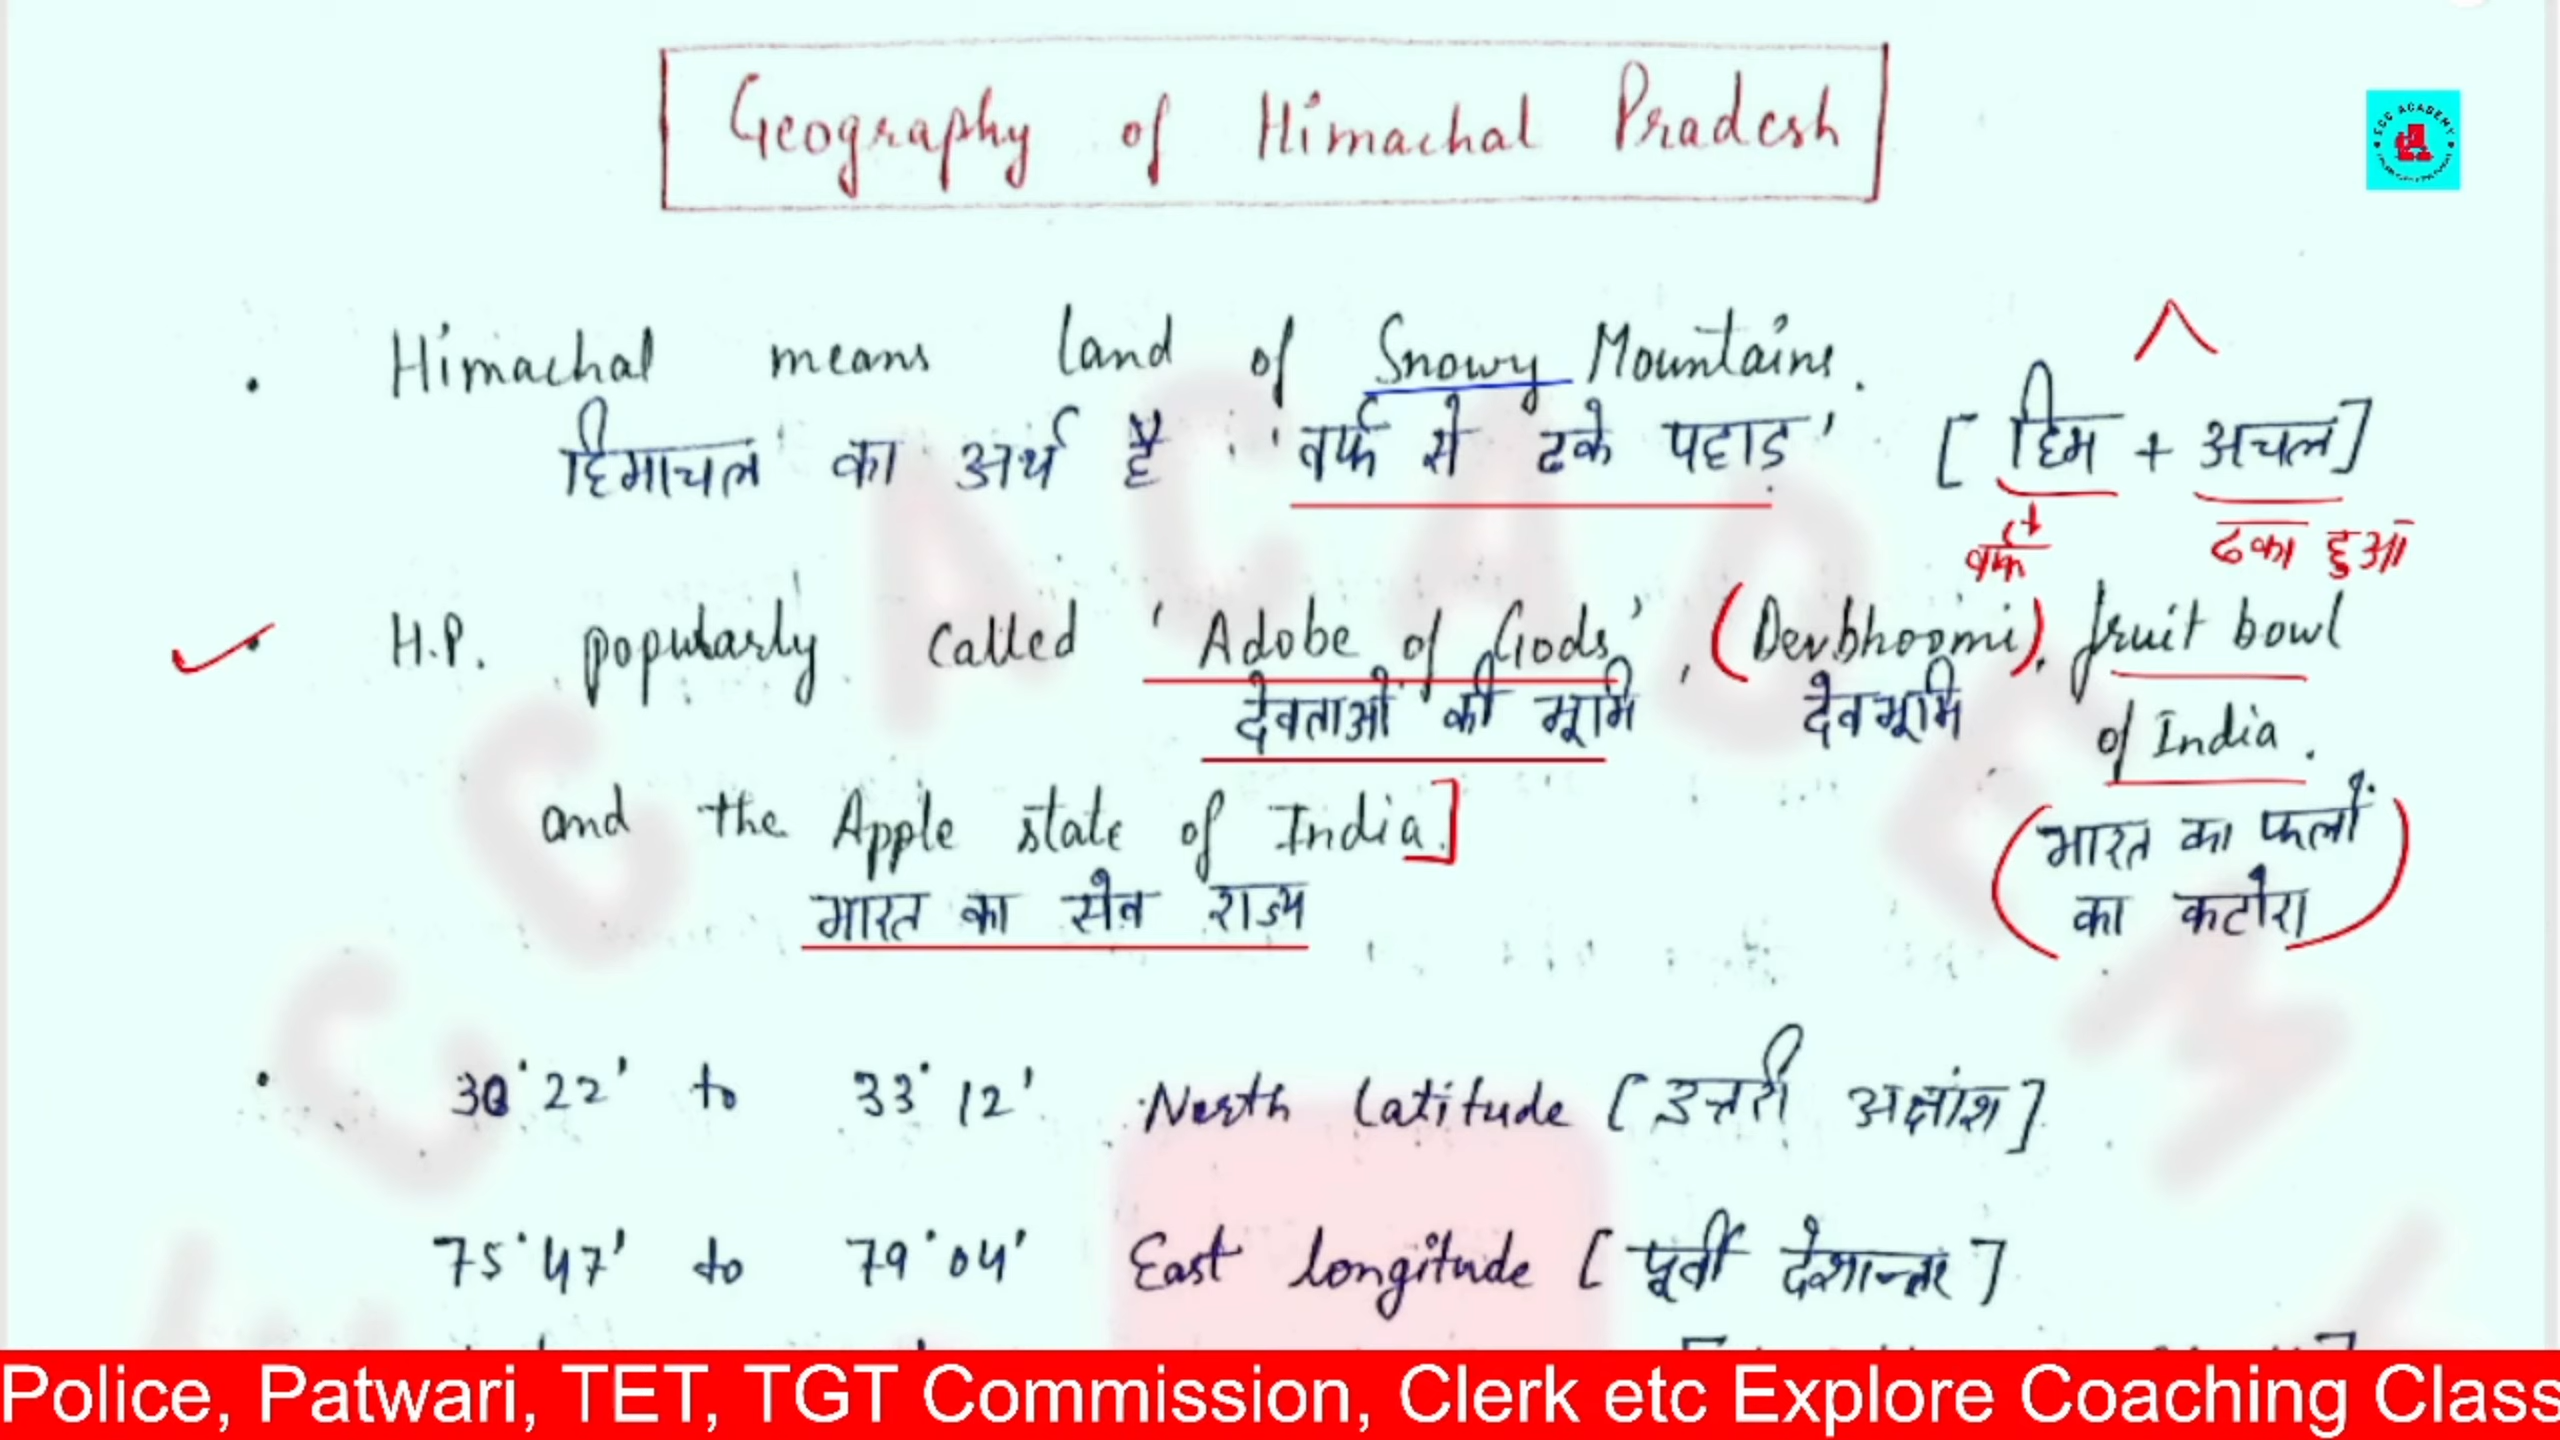 Geography of Himachal Pradesh
ECC ACADEMY
. Himachal means land of Snowy Mountains.
हिमाचल का अर्थ है 'बर्फ से ढके पहाड़' [हिम + अचल]
बर्फ ढका हुआ
. H.P. popularly called 'Adobe of Gods', (Devbhoomi), fruit bowl
देवताओं की भूमि देवभूमि of India.
and the Apple state of India.] (भारत का फलों
भारत का सेब राज्य का कटोरा)
. 30°22' to 33°12' North latitude [उत्तरी अक्षांश]
75°47' to 79°04' East longitude [पूर्वी देशान्तर]
Police, Patwari, TET, TGT Commission, Clerk etc Explore Coaching Class